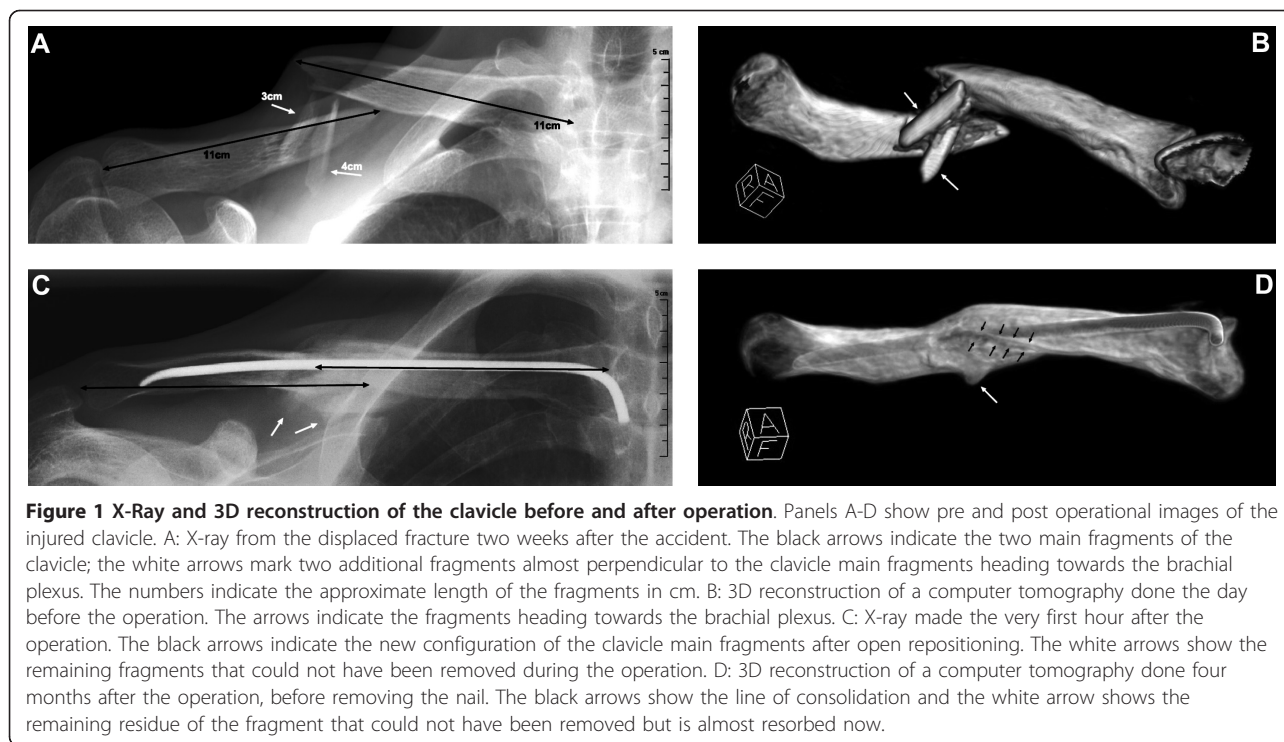 A
5 cm
3cm
11cm
11cm
4cm
B
R A
F
C
5 cm
D
R A
F
Figure 1 X-Ray and 3D reconstruction of the clavicle before and after operation. Panels A-D show pre and post operational images of the
injured clavicle. A: X-ray from the displaced fracture two weeks after the accident. The black arrows indicate the two main fragments of the
clavicle; the white arrows mark two additional fragments almost perpendicular to the clavicle main fragments heading towards the brachial
plexus. The numbers indicate the approximate length of the fragments in cm. B: 3D reconstruction of a computer tomography done the day
before the operation. The arrows indicate the fragments heading towards the brachial plexus. C: X-ray made the very first hour after the
operation. The black arrows indicate the new configuration of the clavicle main fragments after open repositioning. The white arrows show the
remaining fragments that could not have been removed during the operation. D: 3D reconstruction of a computer tomography done four
months after the operation, before removing the nail. The black arrows show the line of consolidation and the white arrow shows the
remaining residue of the fragment that could not have been removed but is almost resorbed now.